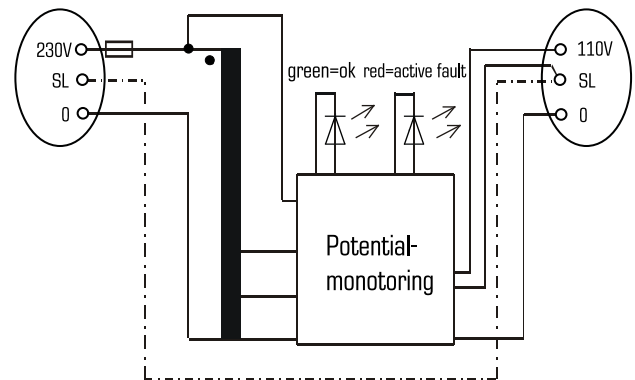 230V
SL
0
green=ok red=active fault
110V
SL
0
Potential-
monotoring